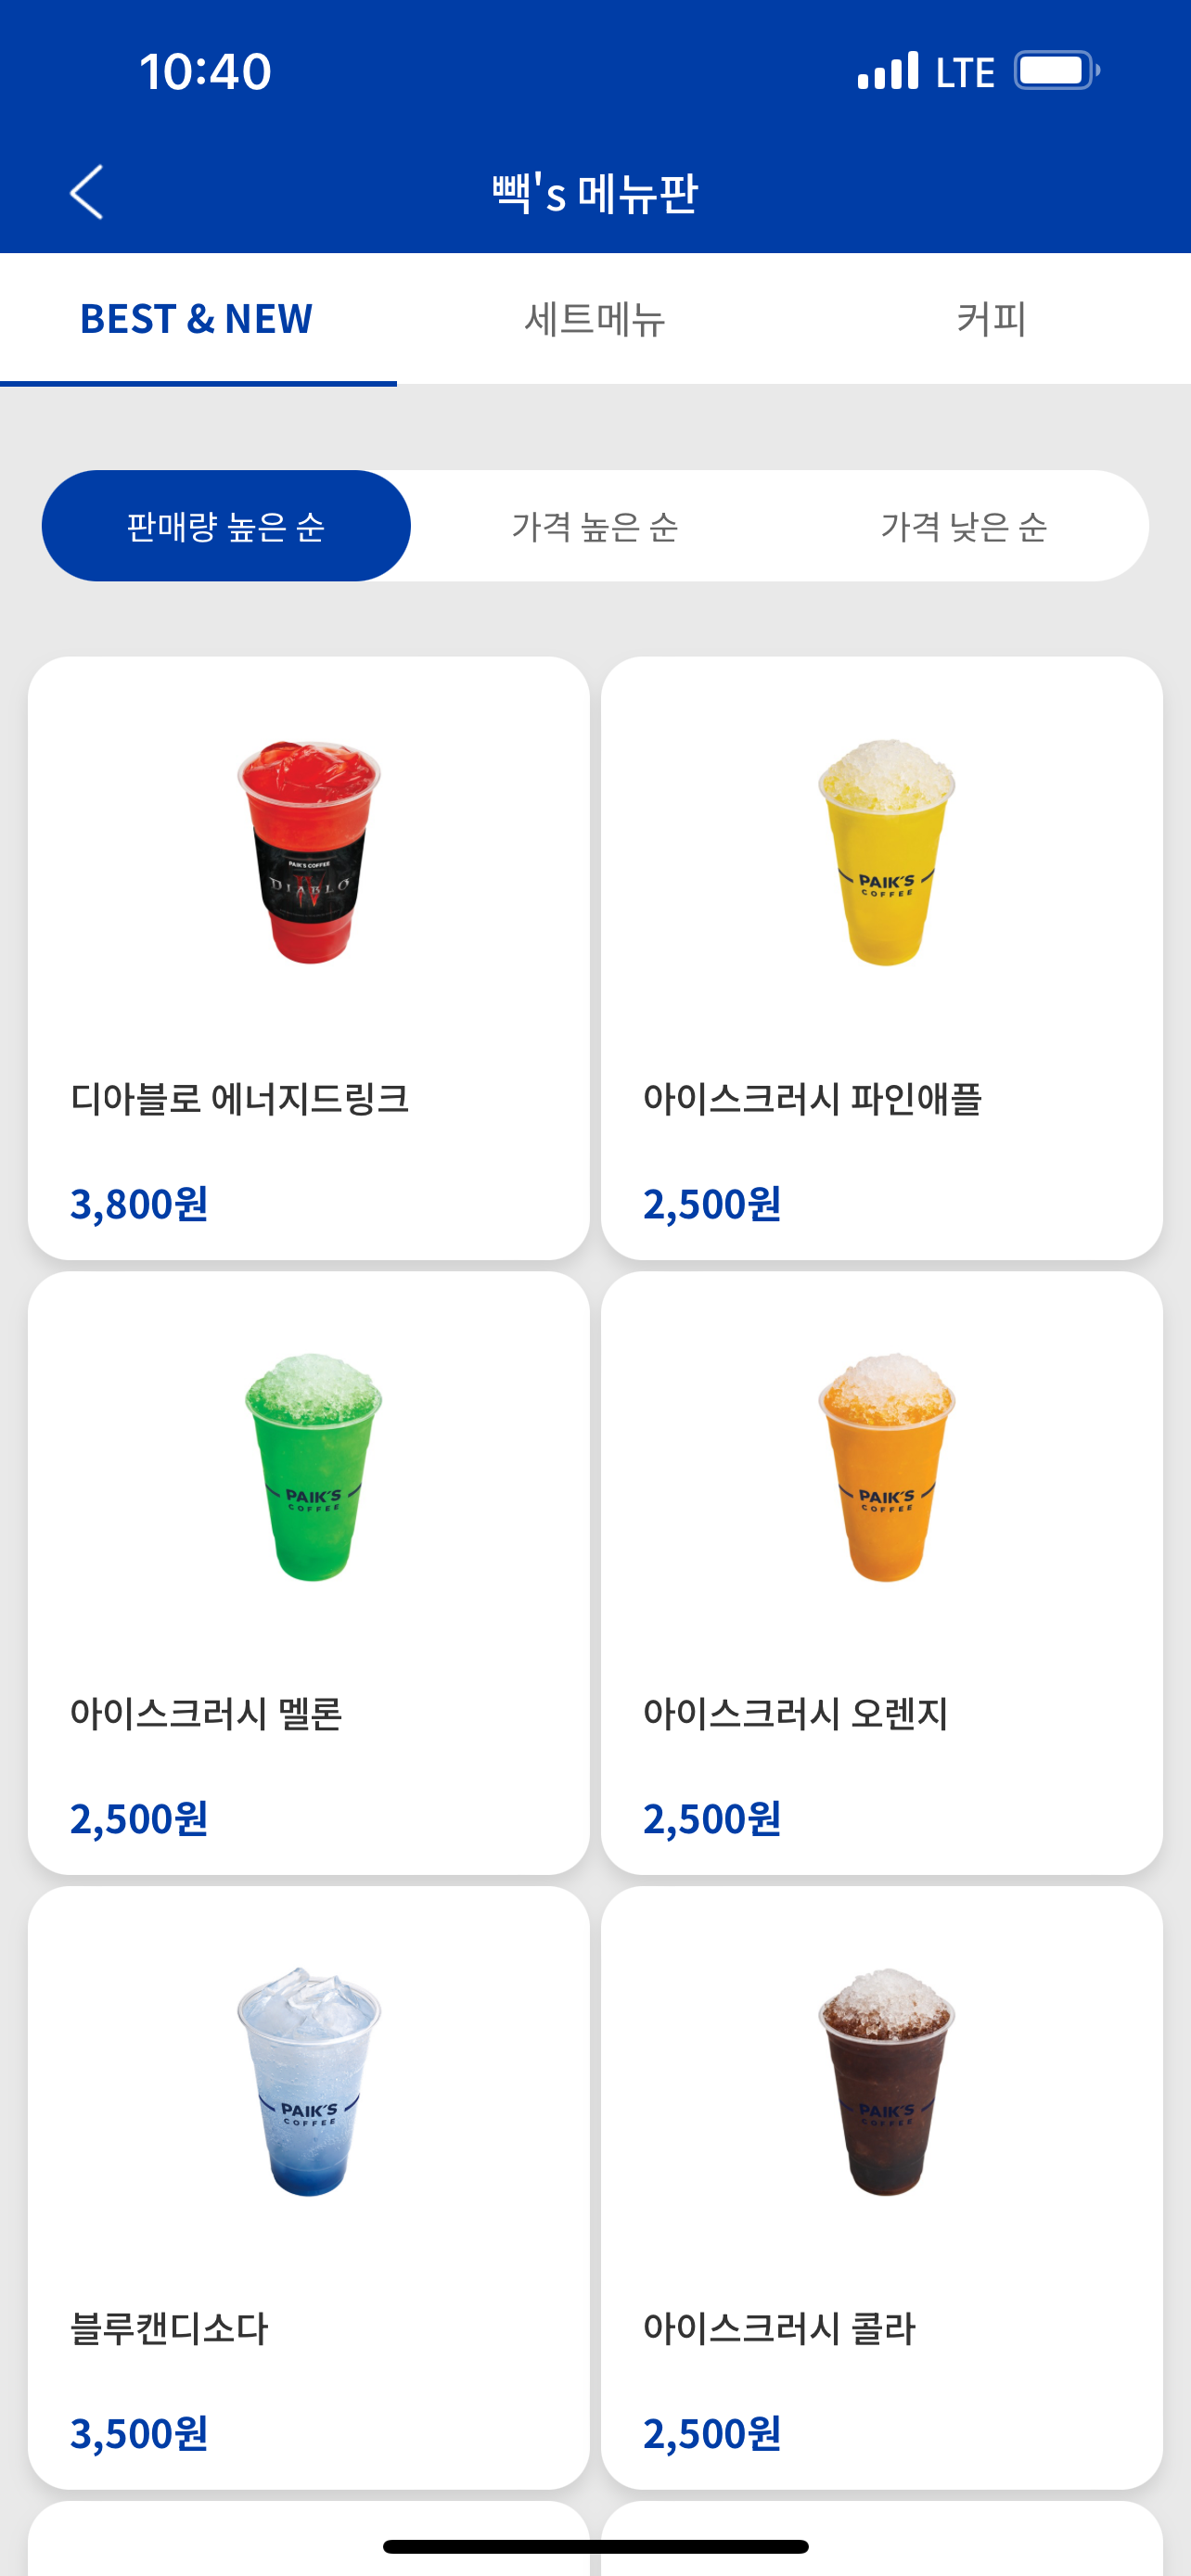 10:40 LTE
빽's 메뉴판
BEST & NEW 세트메뉴 커피
판매량 높은 순 가격 높은 순 가격 낮은 순
PAIK'S COFFEE
DIABLO
IV
PAIK'S
COFFEE
디아블로 에너지드링크 아이스크러시 파인애플
3,800원 2,500원
PAIK'S
COFFEE
PAIK'S
COFFEE
아이스크러시 멜론 아이스크러시 오렌지
2,500원 2,500원
PAIK'S
COFFEE
PAIK'S
COFFEE
블루캔디소다 아이스크러시 콜라
3,500원 2,500원